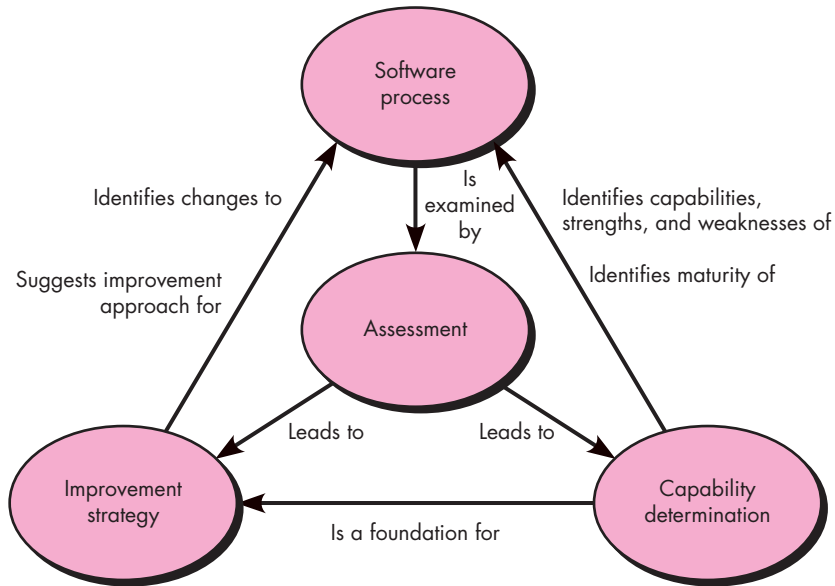 Software
process
Identifies changes to
Is
examined
by
Identifies capabilities,
strengths, and weaknesses of
Suggests improvement
approach for
Identifies maturity of
Assessment
Leads to
Leads to
Improvement
strategy
Capability
determination
Is a foundation for